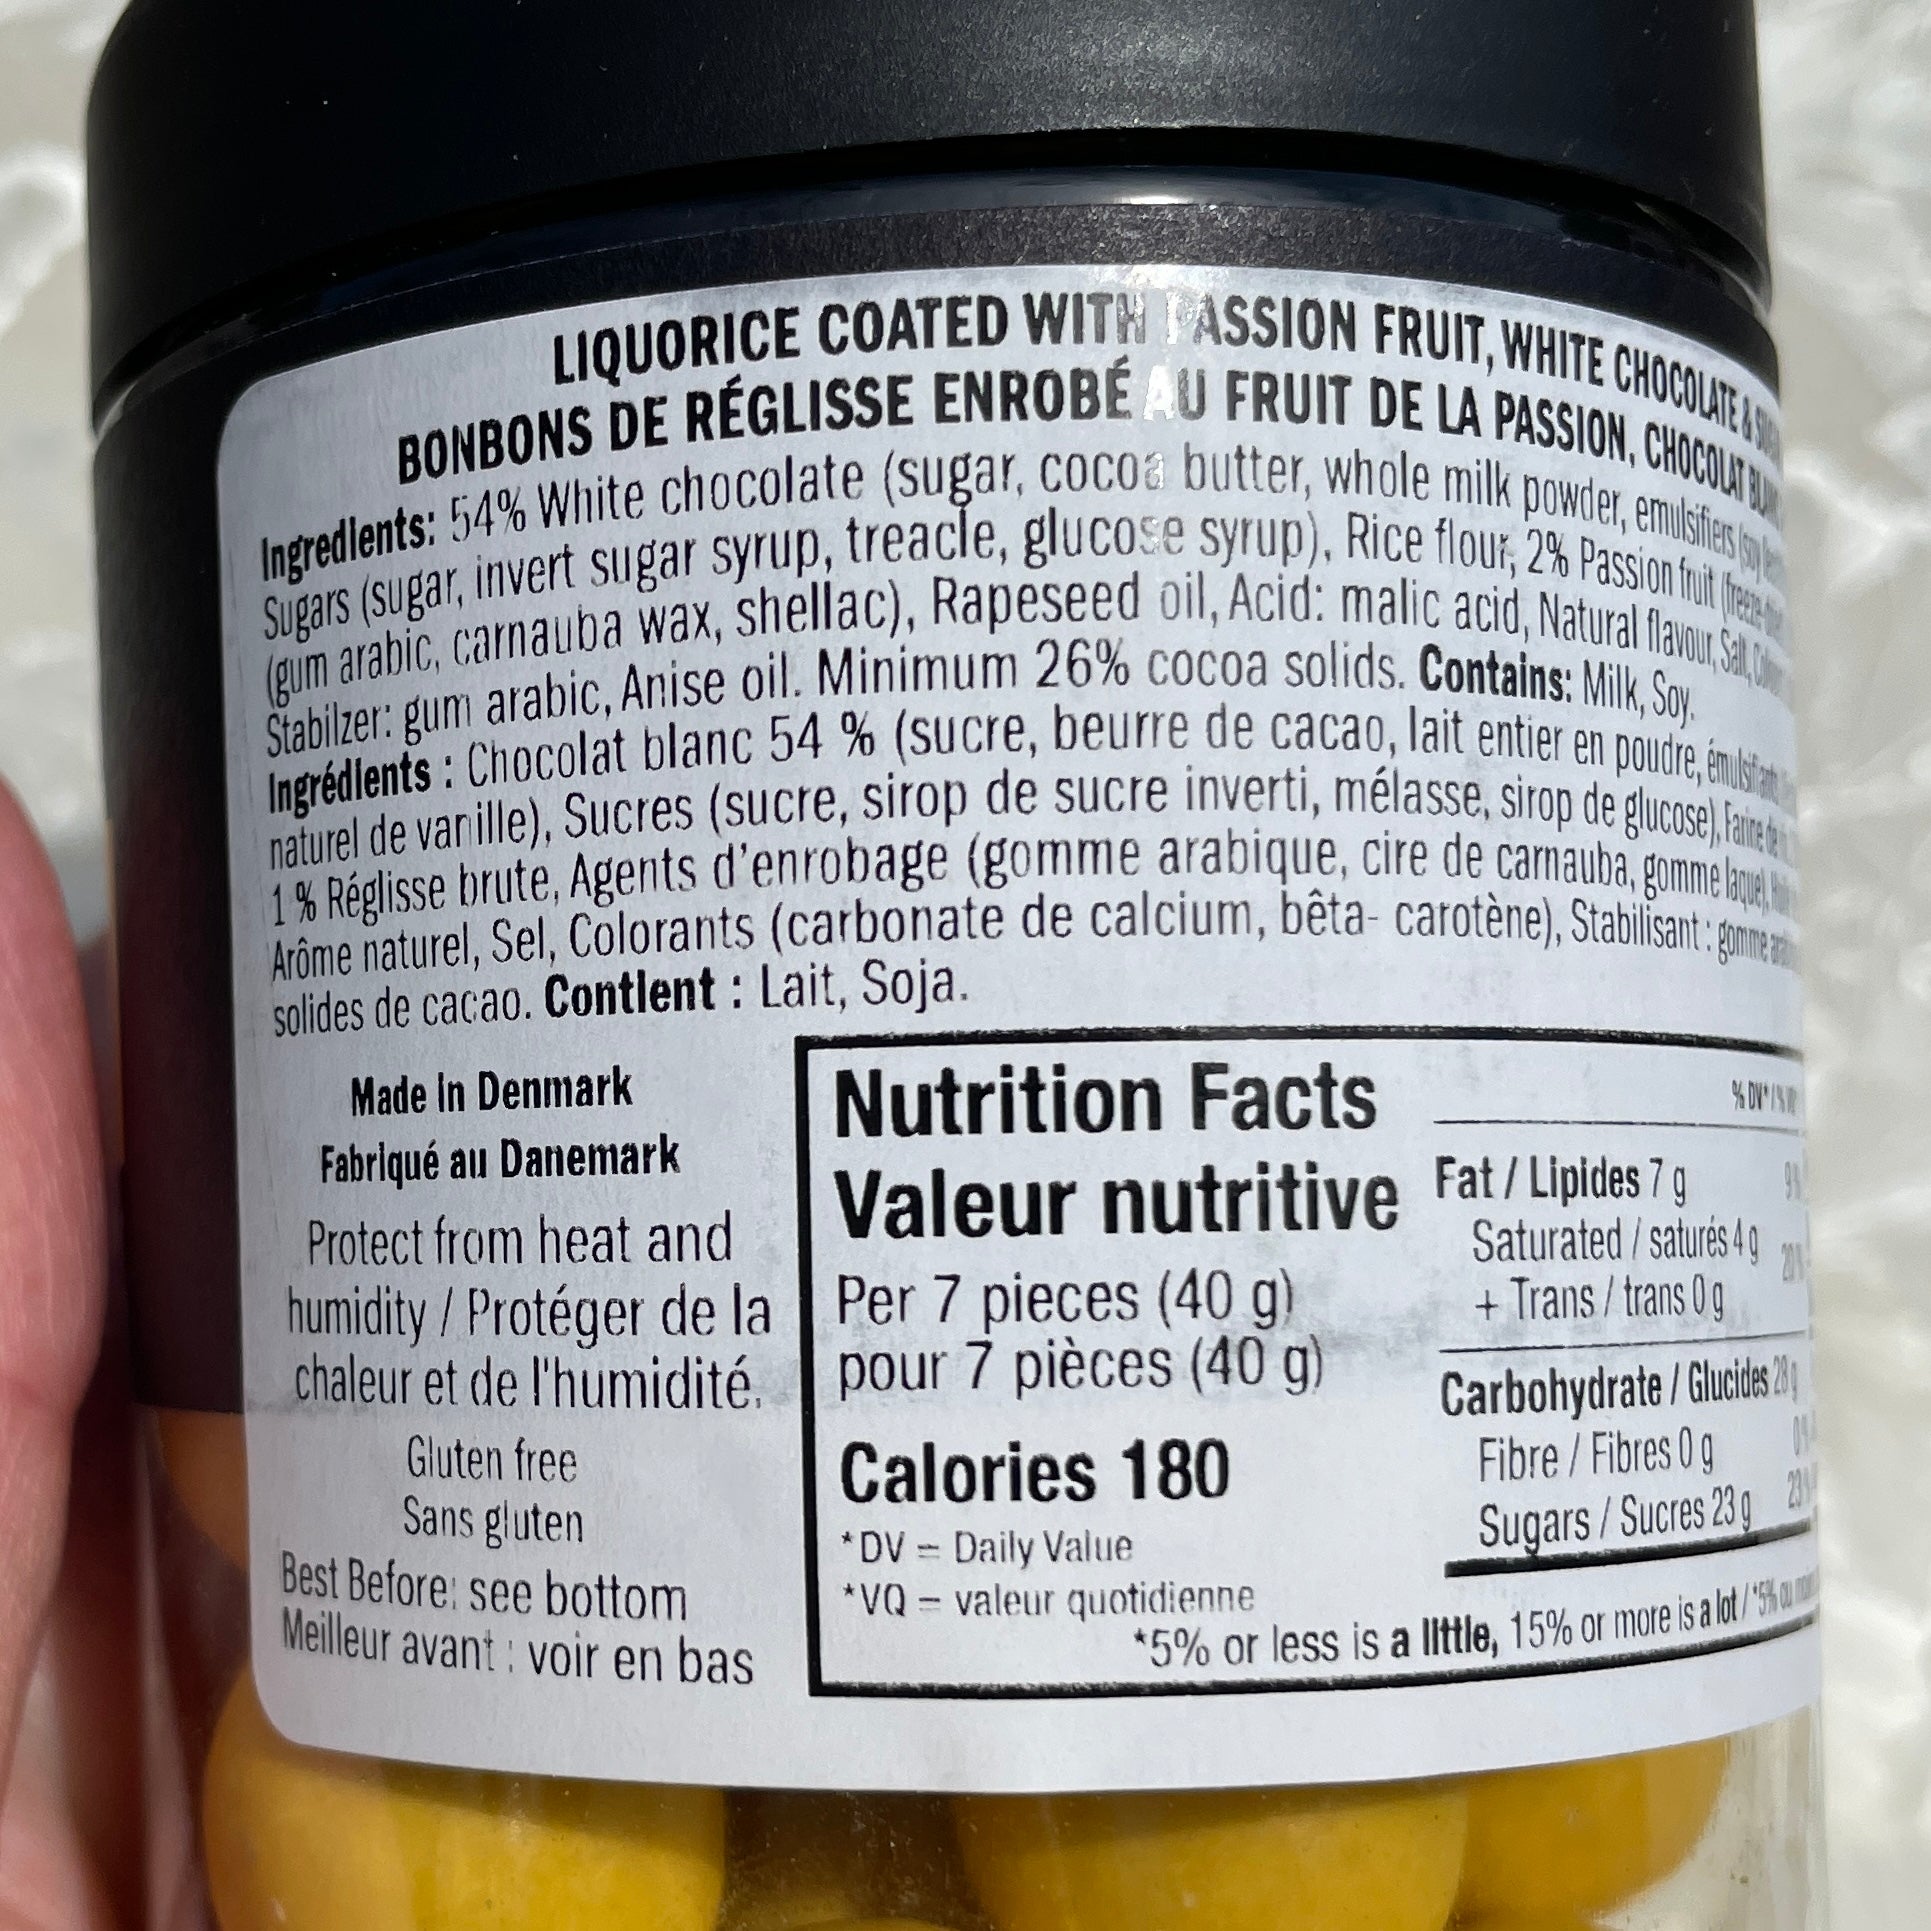 LIQUORICE COATED WITH PASSION FRUIT, WHITE CHOCOLATE &
BONBONS DE RÉGLISSE ENROBÉ AU FRUIT DE LA PASSION, CHOCOLAT
Ingredients: 54% White chocolate (sugar, cocoa butter, whole milk powder, emulsifiers (soy
Sugars (sugar, invert sugar syrup, treacle, glucose syrup), Rice flour, 2% Passion fruit
(gum arabic, carnauba wax, shellac), Rapeseed oil, Acid: malic acid, Natural flavour, Salt,
Stabilzer: gum arabic, Anise oil. Minimum 26% cocoa solids. Contains: Milk, Soy.
Ingrédients : Chocolat blanc 54 % (sucre, beurre de cacao, lait entier en poudre,
naturel de vanille), Sucres (sucre, sirop de sucre inverti, mélasse, sirop de glucose), Farine
1 % Réglisse brute, Agents d'enrobage (gomme arabique, cire de carnauba, gomme laque),
Arôme naturel, Sel, Colorants (carbonate de calcium, bêta- carotène), Stabilisant : gomme
solides de cacao. Contient : Lait, Soja.
Made in Denmark
Fabriqué au Danemark
Protect from heat and
humidity / Protéger de la
chaleur et de l'humidité.
Gluten free
Sans gluten
Best Before: see bottom
Meilleur avant : voir en bas
Nutrition Facts
Valeur nutritive
Per 7 pieces (40 g)
pour 7 pièces (40 g)
Calories 180
*DV = Daily Value
*VQ = valeur quotidienne
% DV*
Fat / Lipides 7 g
Saturated / saturés 4 g
+ Trans / trans 0 g
Carbohydrate / Glucides 28 g
Fibre / Fibres 0 g
Sugars / Sucres 23 g
*5% or less is a little, 15% or more is a lot / *5% ou